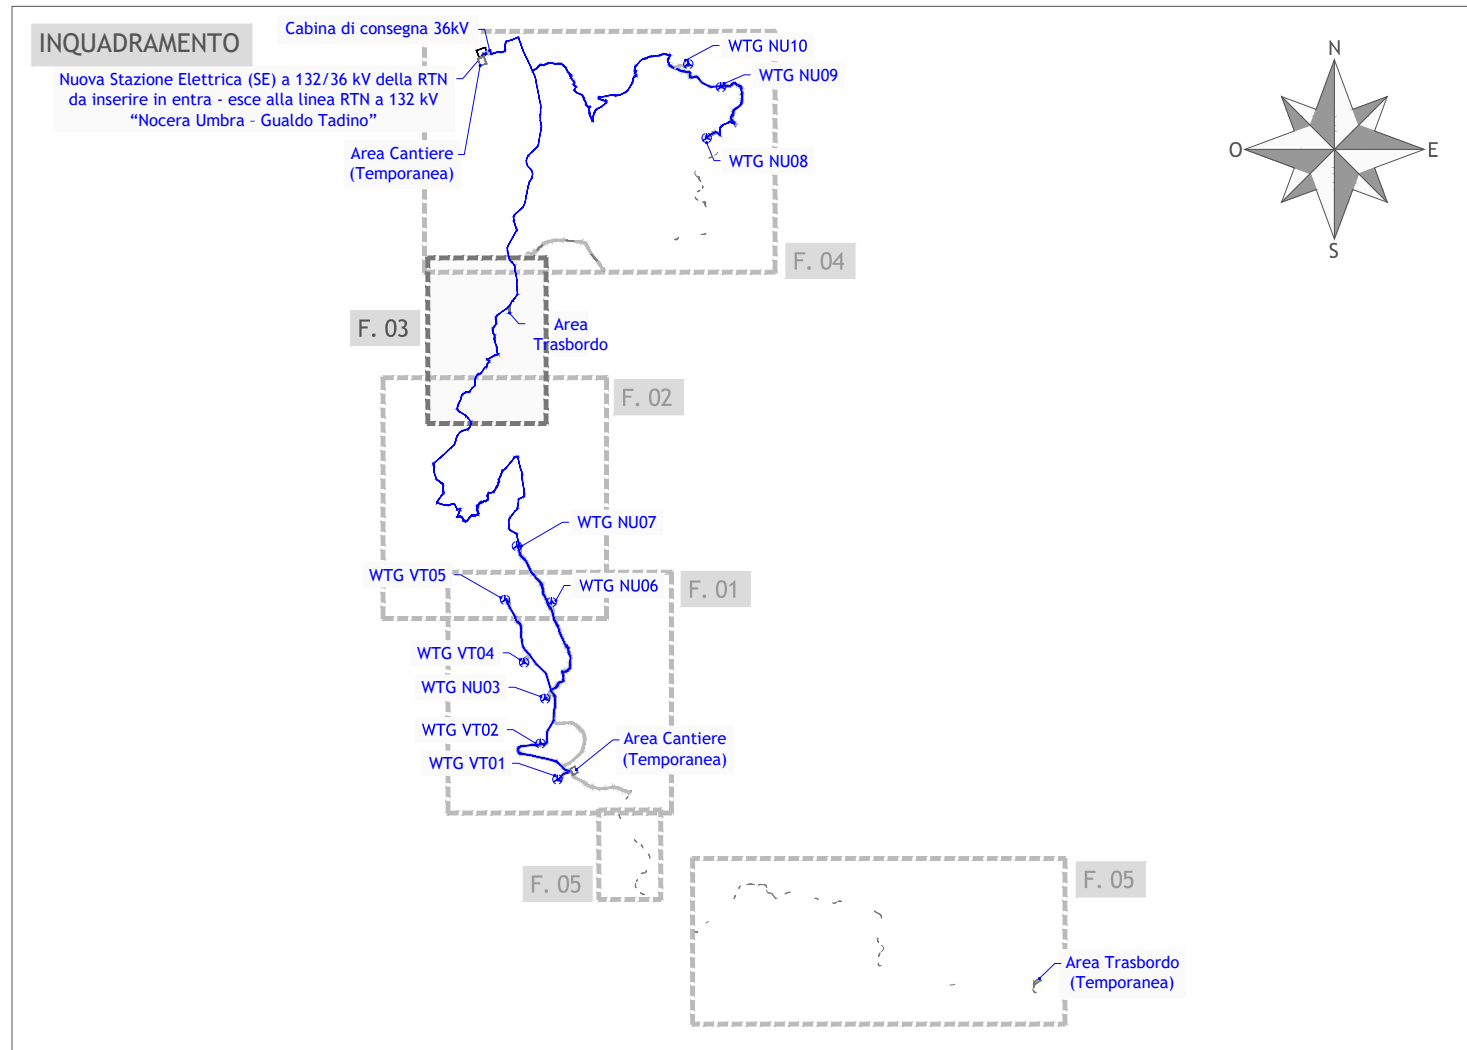 INQUADRAMENTO
Cabina di consegna 36kV
Nuova Stazione Elettrica (SE) a 132/36 kV della RTN
da inserire in entra - esce alla linea RTN a 132 kV
“Nocera Umbra - Gualdo Tadino”
Area Cantiere
(Temporanea)
WTG NU10
WTG NU09
WTG NU08
N
O
E
S
F. 04
F. 03
Area
Trasbordo
F. 02
WTG NU07
WTG VT05
WTG NU06
F. 01
WTG VT04
WTG NU03
WTG VT02
WTG VT01
Area Cantiere
(Temporanea)
F. 05
F. 05
Area Trasbordo
(Temporanea)